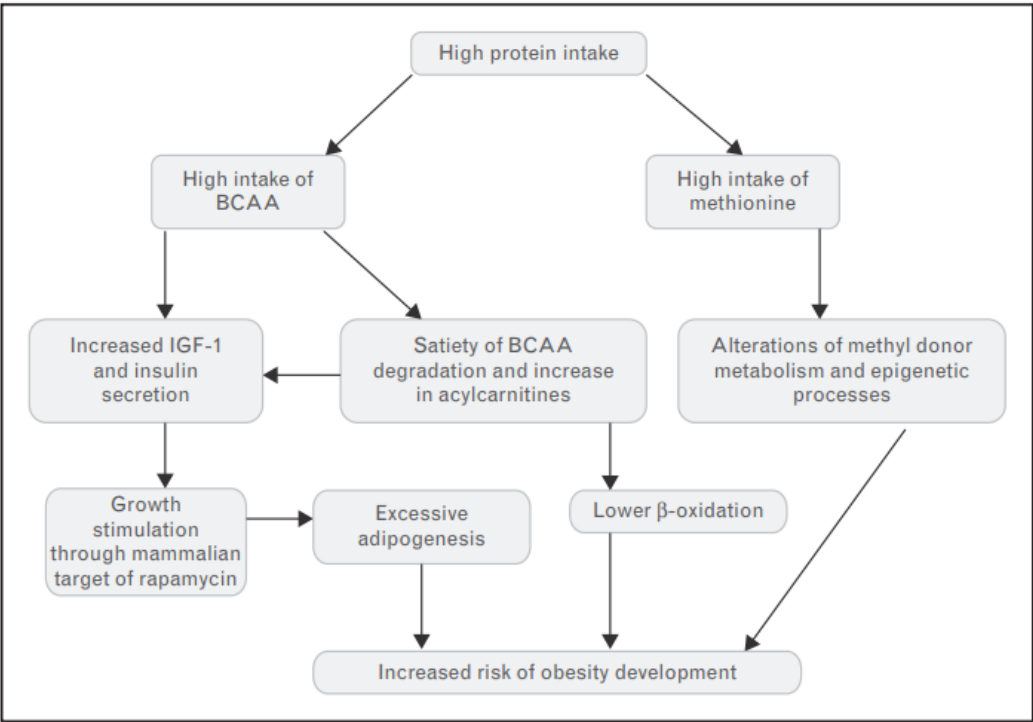 High protein intake
High intake of
BCAA
High intake of
methionine
Increased IGF-1
and insulin
secretion
Satiety of BCAA
degradation and increase
in acylcarnitines
Alterations of methyl donor
metabolism and epigenetic
processes
Growth
stimulation
through mammalian
target of rapamycin
Excessive
adipogenesis
Lower β-oxidation
Increased risk of obesity development